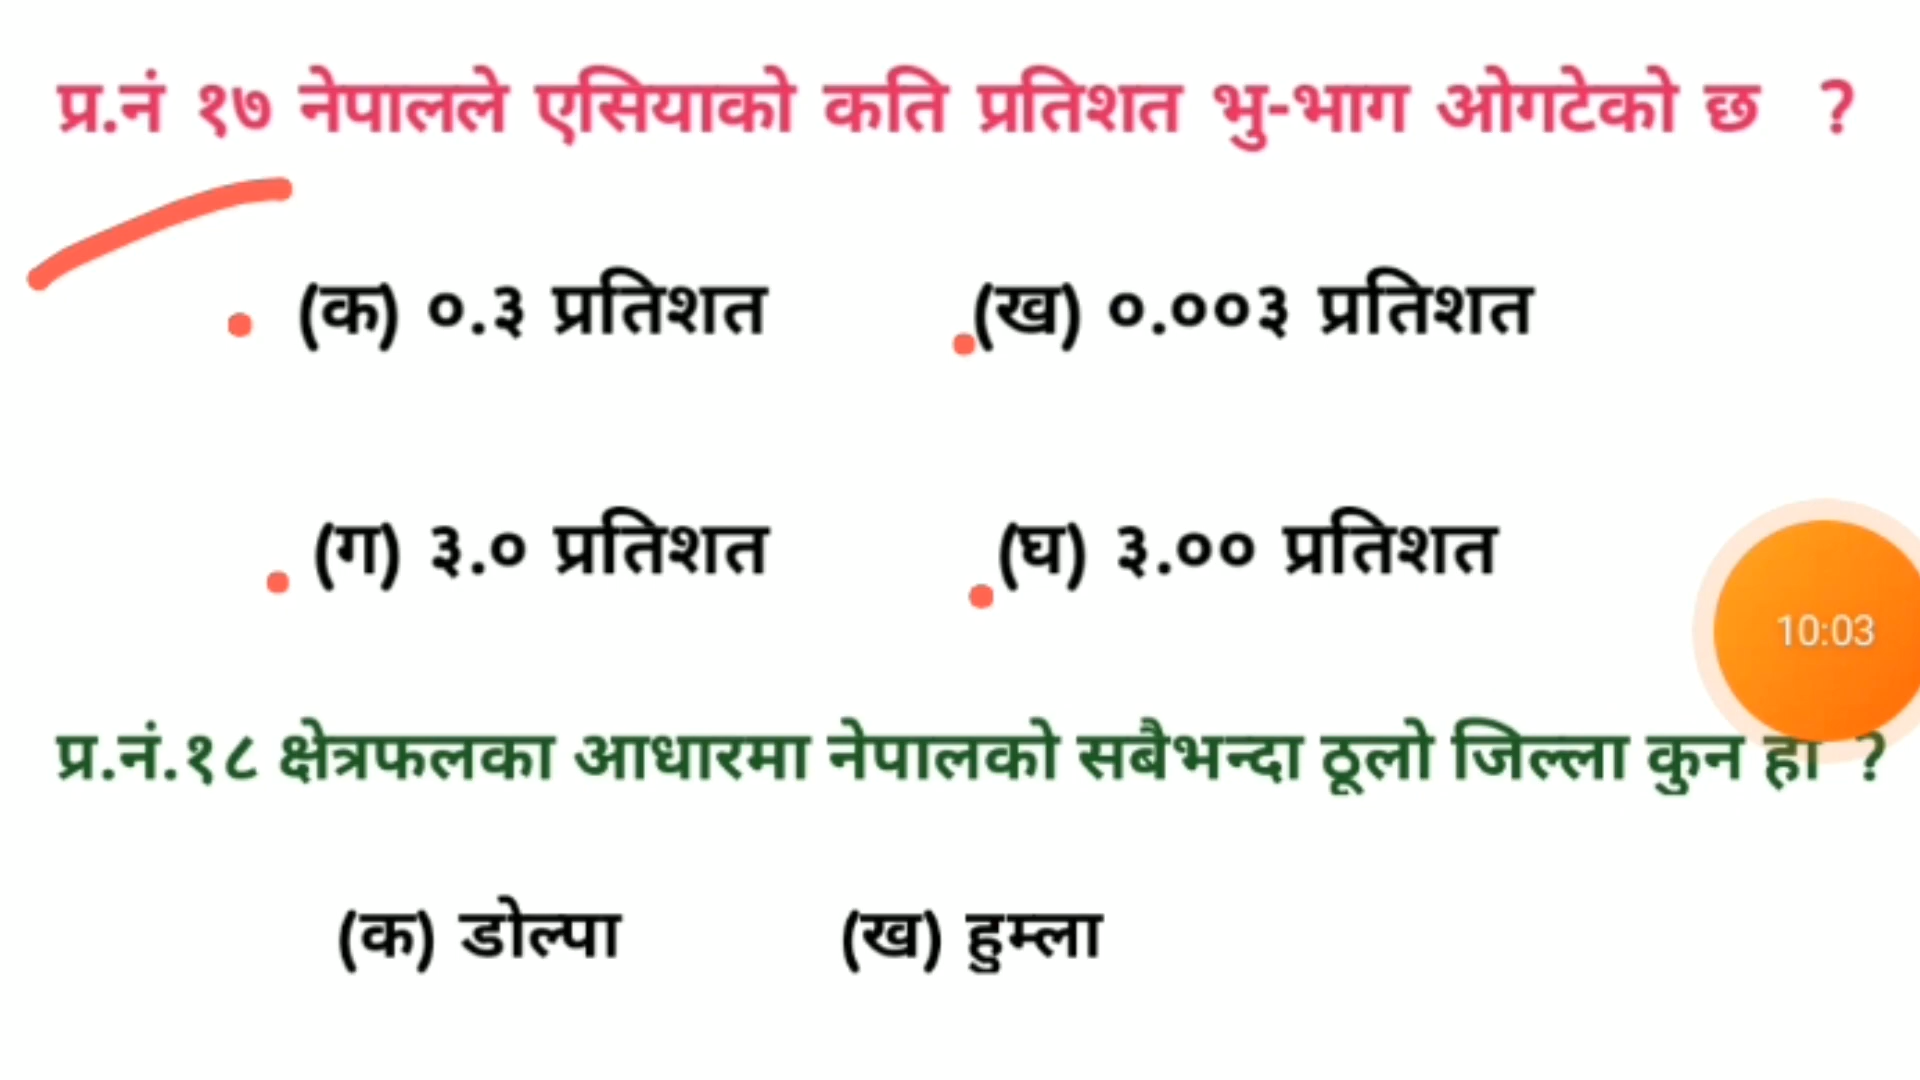 प्र.नं १७ नेपालले एसियाको कति प्रतिशत भु-भाग ओगटेको छ ?
(क) ०.३ प्रतिशत (ख) ०.००३ प्रतिशत
(ग) ३.० प्रतिशत (घ) ३.०० प्रतिशत
10:03
प्र.नं.१८ क्षेत्रफलका आधारमा नेपालको सबैभन्दा ठूलो जिल्ला कुन हो ?
(क) डोल्पा (ख) हुम्ला